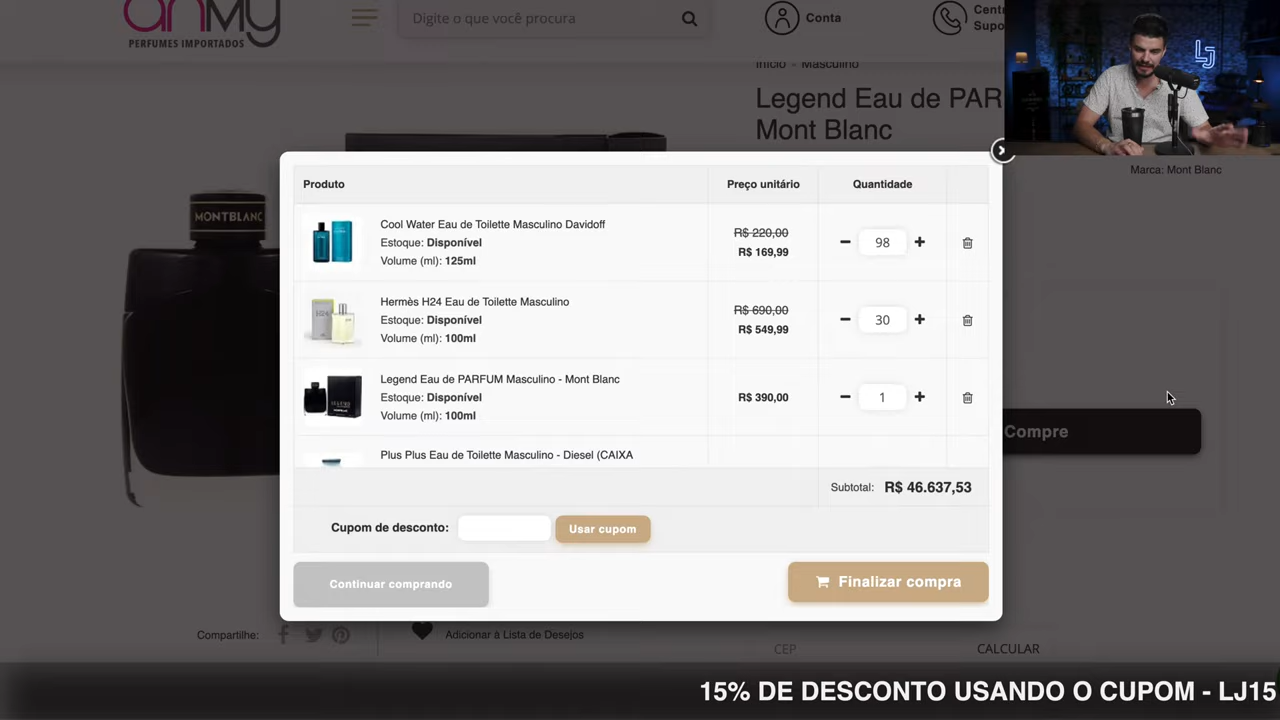 anmy
PERFUMES IMPORTADOS
Digite o que você procura
Conta
Supo
Início - Masculino
Legend Eau de PAR
Mont Blanc
Marca: Mont Blanc
LJ
MONTBLANC
Produto
Preço unitário
Quantidade
Cool Water Eau de Toilette Masculino Davidoff
Estoque: Disponível
Volume (ml): 125ml
R$ 220,00
R$ 169,99
98
Hermès H24 Eau de Toilette Masculino
Estoque: Disponível
Volume (ml): 100ml
R$ 690,00
R$ 549,99
30
Legend Eau de PARFUM Masculino - Mont Blanc
Estoque: Disponível
Volume (ml): 100ml
R$ 390,00
1
Compre
Plus Plus Eau de Toilette Masculino - Diesel (CAIXA
Subtotal: R$ 46.637,53
Cupom de desconto:
Usar cupom
Continuar comprando
Finalizar compra
Compartilhe:
Adicionar à Lista de Desejos
CEP
CALCULAR
15% DE DESCONTO USANDO O CUPOM - LJ15